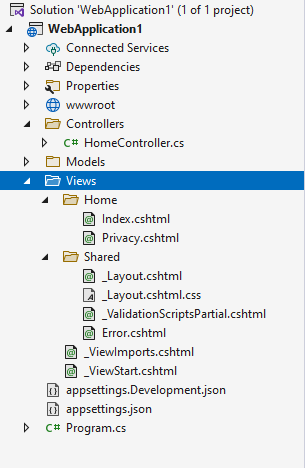 Solution 'WebApplication1' (1 of 1 project)
WebApplication1
Connected Services
Dependencies
Properties
wwwroot
Controllers
C# HomeController.cs
Models
Views
Home
Index.cshtml
Privacy.cshtml
Shared
_Layout.cshtml
_Layout.cshtml.css
_ValidationScriptsPartial.cshtml
Error.cshtml
_ViewImports.cshtml
_ViewStart.cshtml
appsettings.Development.json
appsettings.json
C# Program.cs